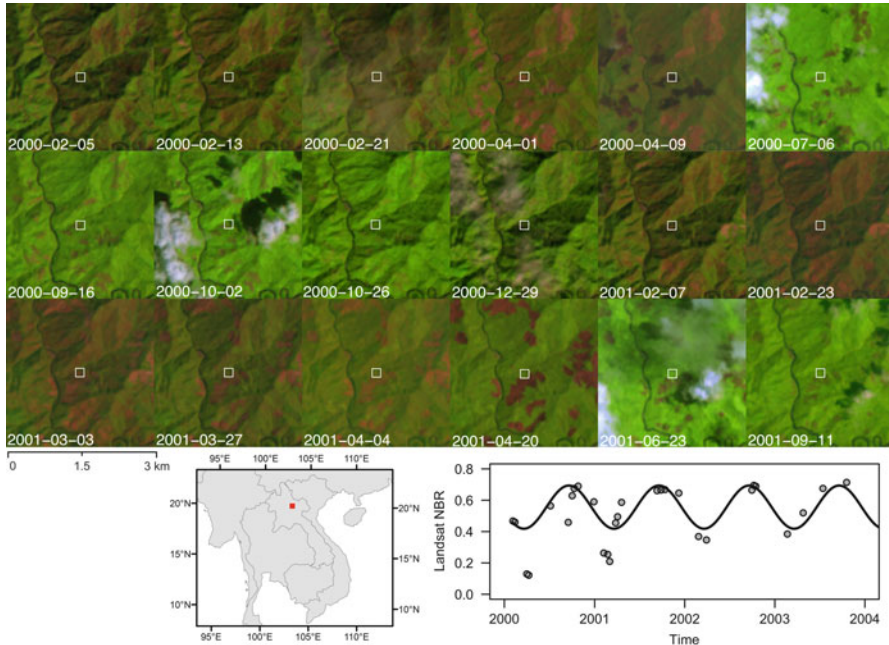 2000-02-05 2000-02-13 2000-02-21 2000-04-01 2000-04-09 2000-07-06
2000-09-16 2000-10-02 2000-10-26 2000-12-29 2001-02-07 2001-02-23
2001-03-03 2001-03-27 2001-04-04 2001-04-20 2001-06-23 2001-09-11
0 1.5 3 km
95°E 100°E 105°E 110°E
20°N 20°N
15°N 15°N
10°N 10°N
95°E 100°E 105°E 110°E
Landsat NBR
0.8
0.6
0.4
0.2
0.0
2000 2001 2002 2003 2004
Time